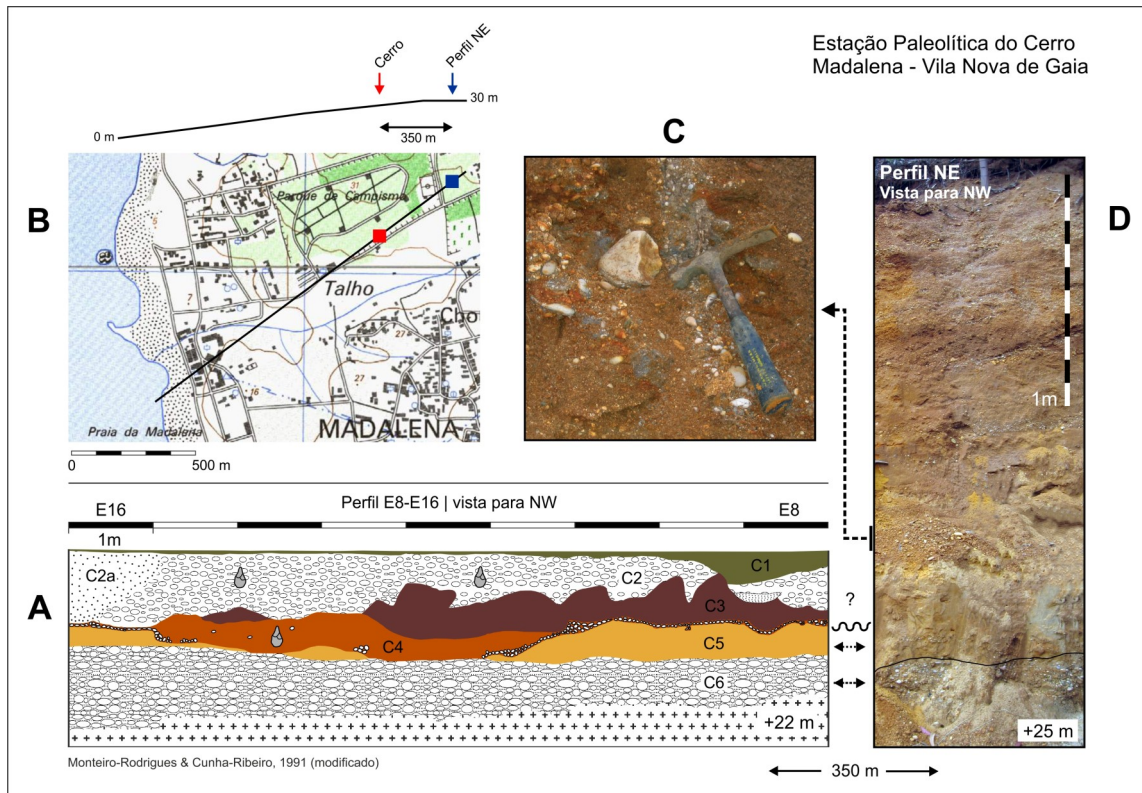 Estação Paleolítica do Cerro
Madalena - Vila Nova de Gaia
Cerro
Perfil NE
0 m
30 m
350 m
B
Parque de Campismo
31
Talho
Cho
7
27
27
16
MADALENA
Praia da Madalena
0
500 m
C
Perfil NE
Vista para NW
D
1m
+25 m
E16
Perfil E8-E16 | vista para NW
E8
1m
A
C2a
C2
C1
C3
C4
C5
C6
+22 m
?
350 m
Monteiro-Rodrigues & Cunha-Ribeiro, 1991 (modificado)